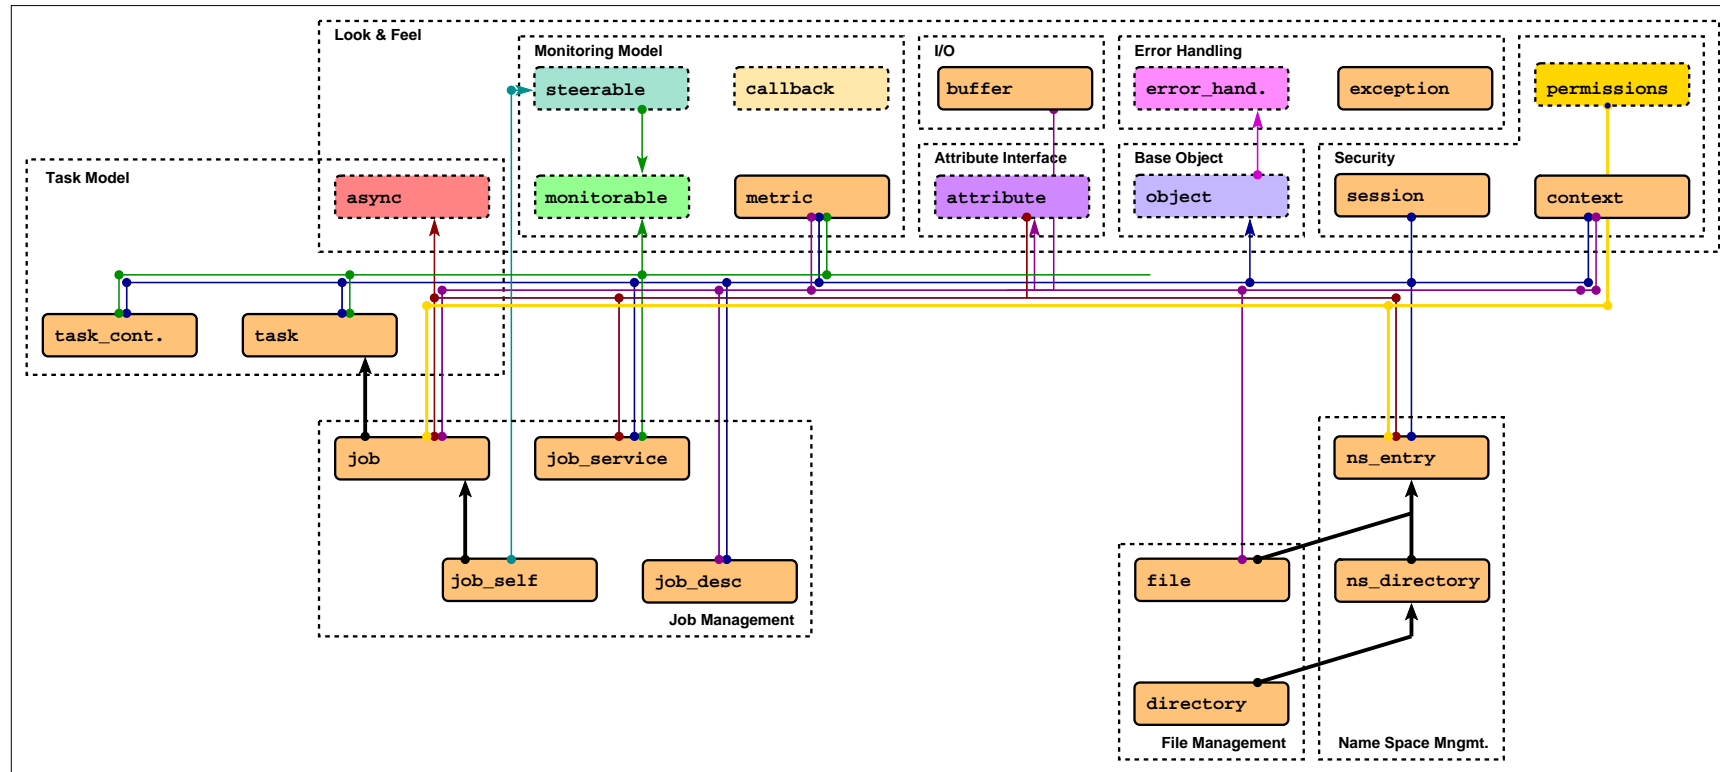 Look & Feel
Monitoring Model
I/O
Error Handling
steerable
callback
buffer
error_hand.
exception
permissions
Task Model
Attribute Interface
Base Object
Security
async
monitorable
metric
attribute
object
session
context
task_cont.
task
job
job_service
ns_entry
job_self
job_desc
file
ns_directory
Job Management
directory
File Management
Name Space Mngmt.